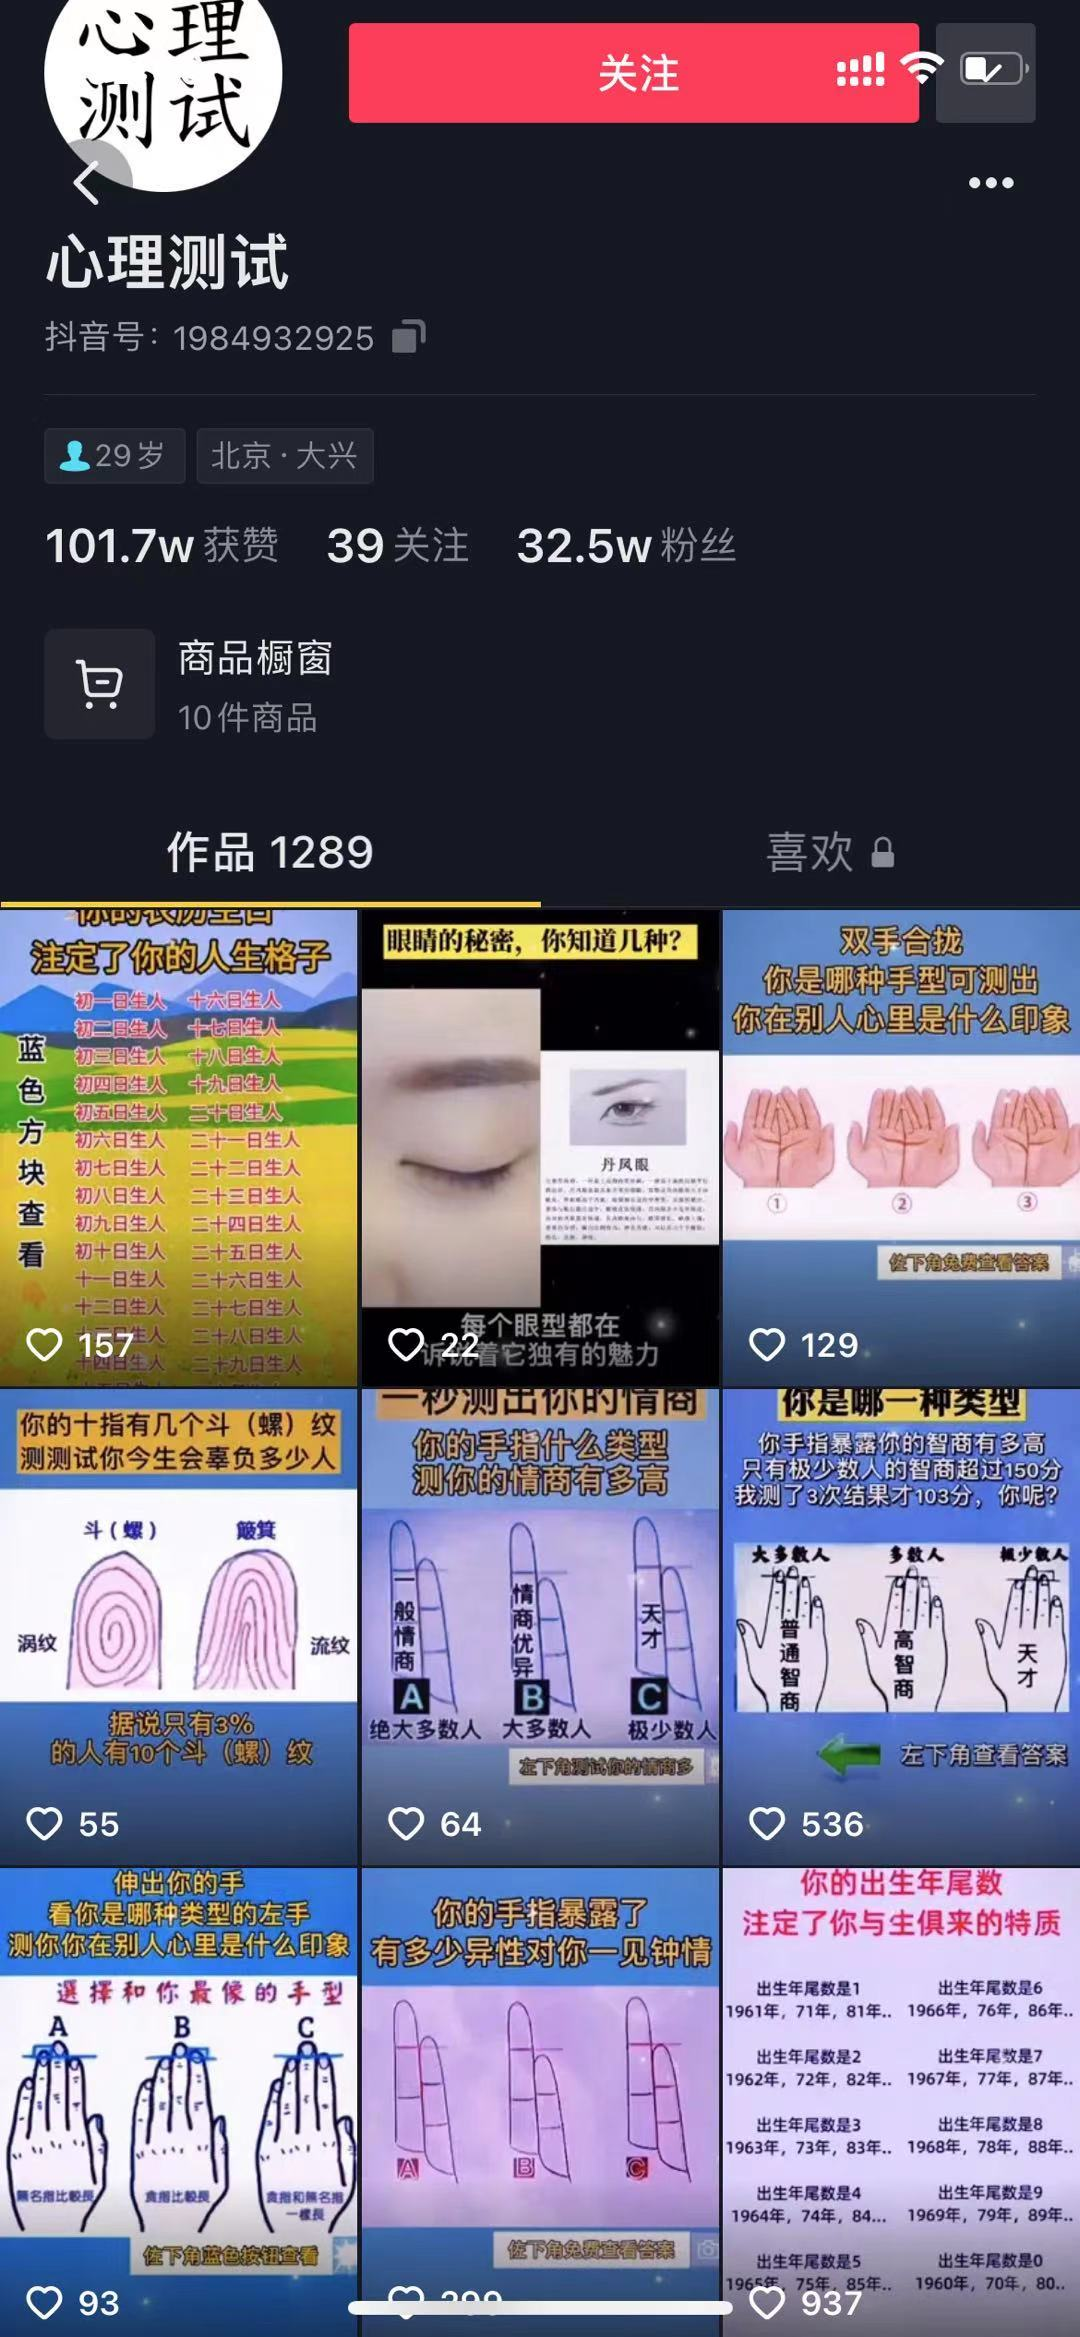 心理
测试
关注
心理测试
抖音号: 1984932925
29岁
北京·大兴
101.7w 获赞
39 关注
32.5w 粉丝
商品橱窗
10件商品
作品 1289
喜欢
注定了你的人生格子
蓝色方块查看
初一日生人 十六日生人
初二日生人 十七日生人
初三日生人 十八日生人
初四日生人 十九日生人
初五日生人 二十日生人
初六日生人 二十一日生人
初七日生人 二十二日生人
初八日生人 二十三日生人
初九日生人 二十四日生人
初十日生人 二十五日生人
十一日生人 二十六日生人
十二日生人 二十七日生人
十三日生人 二十八日生人
十四日生人 二十九日生人
157
眼睛的秘密，你知道几种？
丹凤眼
每个眼型都在
诉说着它独有的魅力
22
双手合拢
你是哪种手型可测出
你在别人心里是什么印象
① ② ③
佐下角免费查看答案
129
你的十指有几个斗（螺）纹
测测试你今生会辜负多少人
斗（螺） 簸箕
涡纹
流纹
据说只有3%
的人有10个斗（螺）纹
55
一秒测出你的情商
你的手指什么类型
测你的情商有多高
一般情商
情商优异
天才
A B C
绝大多数人 大多数人 极少数人
左下角测试你的情商多
64
你是哪一种类型
你手指暴露你的智商有多高
只有极少数人的智商超过150分
我测了3次结果才103分，你呢？
大多数人 多数人 极少数人
普通智商
高智商
天才
左下角查看答案
536
伸出你的手
看你是哪种类型的左手
测你你在别人心里是什么印象
選擇和你最像的手型
A B C
無名指比較長
食指比較長
食指和無名指
一樣長
佐下角蓝色按钮查看
93
你的手指暴露了
有多少异性对你一见钟情
A B C
佐下角免费查看答案
你的出生年尾数
注定了你与生俱来的特质
出生年尾数是1 出生年尾数是6
1961年，71年，81年.. 1966年，76年，86年..
出生年尾数是2 出生年尾数是7
1962年，72年，82年.. 1967年，77年，87年..
出生年尾数是3 出生年尾数是8
1963年，73年，83年.. 1968年，78年，88年..
出生年尾数是4 出生年尾数是9
1964年，74年，84... 1969年，79年，89年..
出生年尾数是5 出生年尾数是0
1965年，75年，85年.. 1960年，70年，80..
937